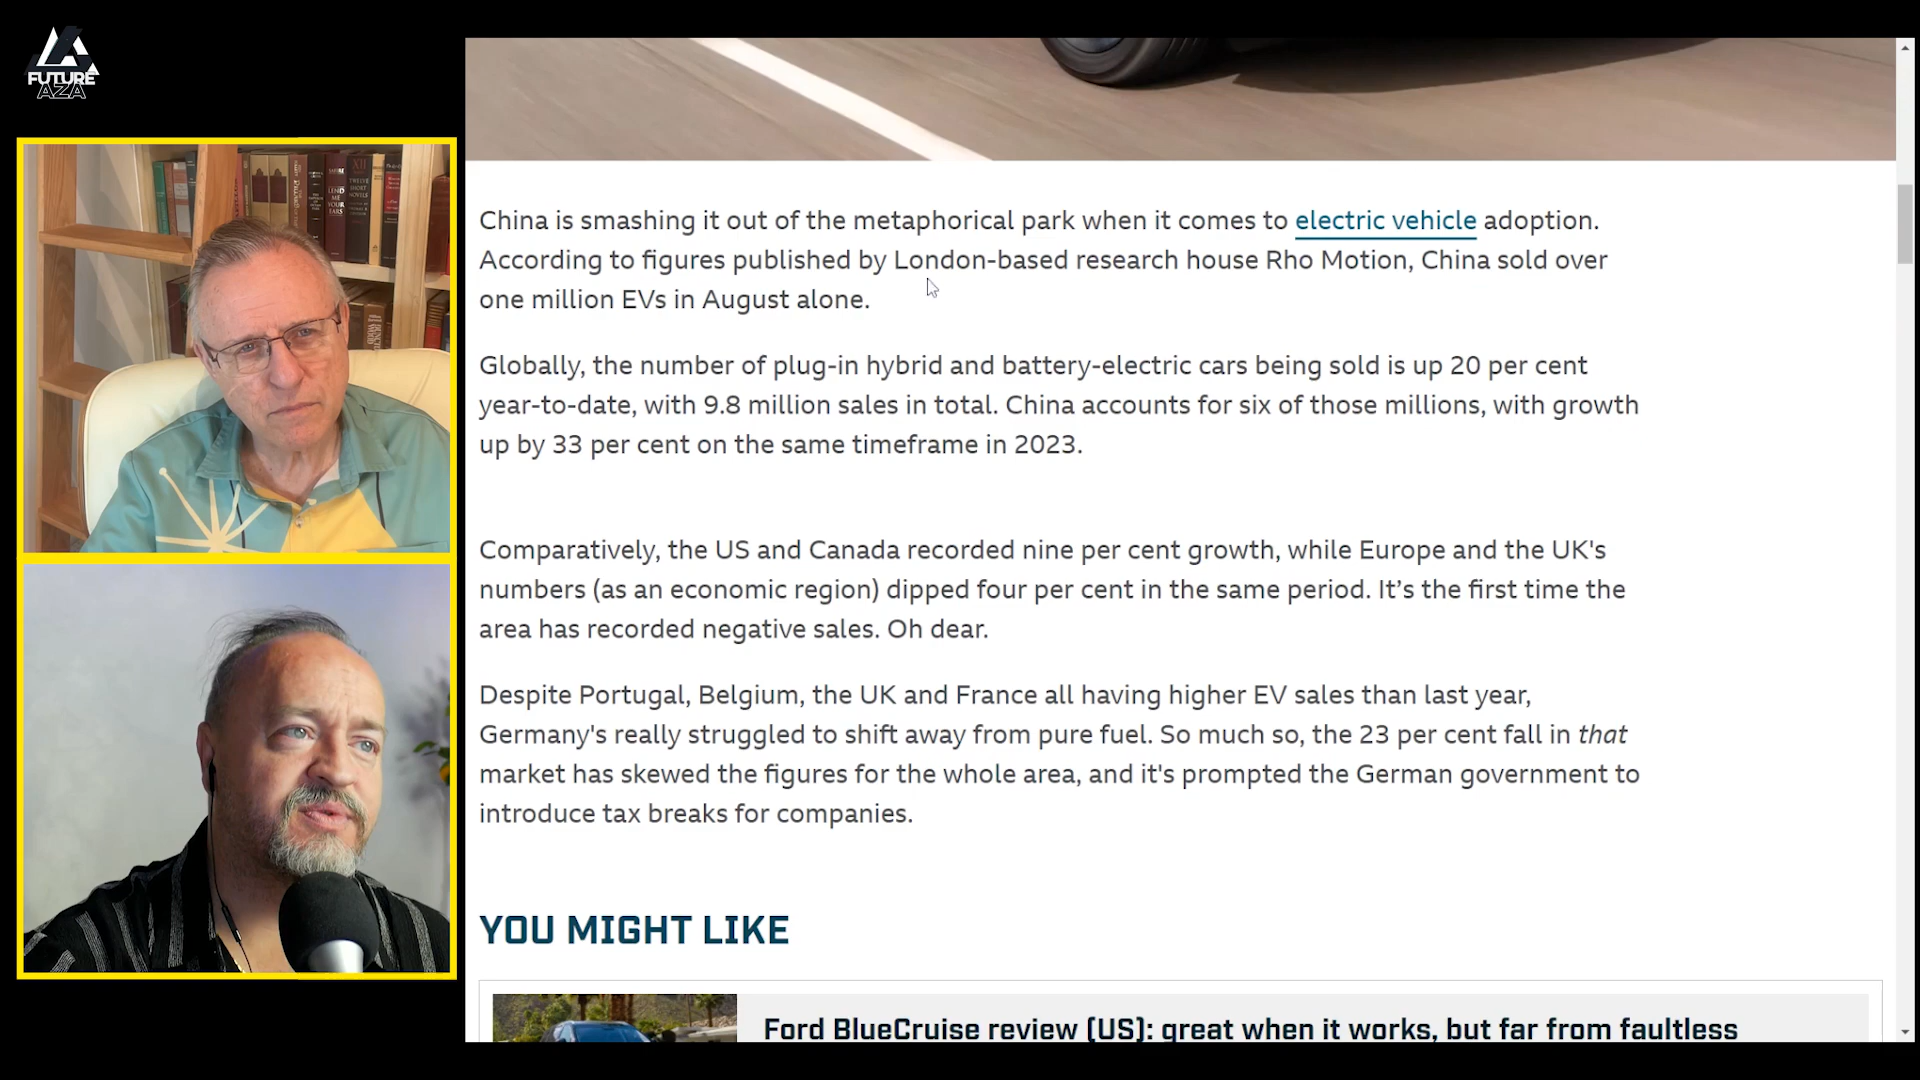 FUTURE
AZA
XII
TWELVE
SHORT
NOVELS
LEND
ME
YOUR
EARS
China is smashing it out of the metaphorical park when it comes to electric vehicle adoption.
According to figures published by London-based research house Rho Motion, China sold over
one million EVs in August alone.
Globally, the number of plug-in hybrid and battery-electric cars being sold is up 20 per cent
year-to-date, with 9.8 million sales in total. China accounts for six of those millions, with growth
up by 33 per cent on the same timeframe in 2023.
Comparatively, the US and Canada recorded nine per cent growth, while Europe and the UK's
numbers (as an economic region) dipped four per cent in the same period. It’s the first time the
area has recorded negative sales. Oh dear.
Despite Portugal, Belgium, the UK and France all having higher EV sales than last year,
Germany's really struggled to shift away from pure fuel. So much so, the 23 per cent fall in that
market has skewed the figures for the whole area, and it's prompted the German government to
introduce tax breaks for companies.
YOU MIGHT LIKE
Ford BlueCruise review (US): great when it works, but far from faultless